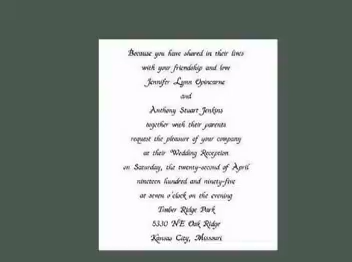 Because you have shared in their lives
with your friendship and love
Jennifer Lynn
and
Anthony Stuart Jenkins
together with their parents
request the pleasure of your company
at their Wedding Reception
on Saturday, the twenty-second of April
nineteen hundred and ninety-five
at seven o'clock in the evening
Timber Ridge Park
5330 NE Oak Ridge
Kansas City, Missouri